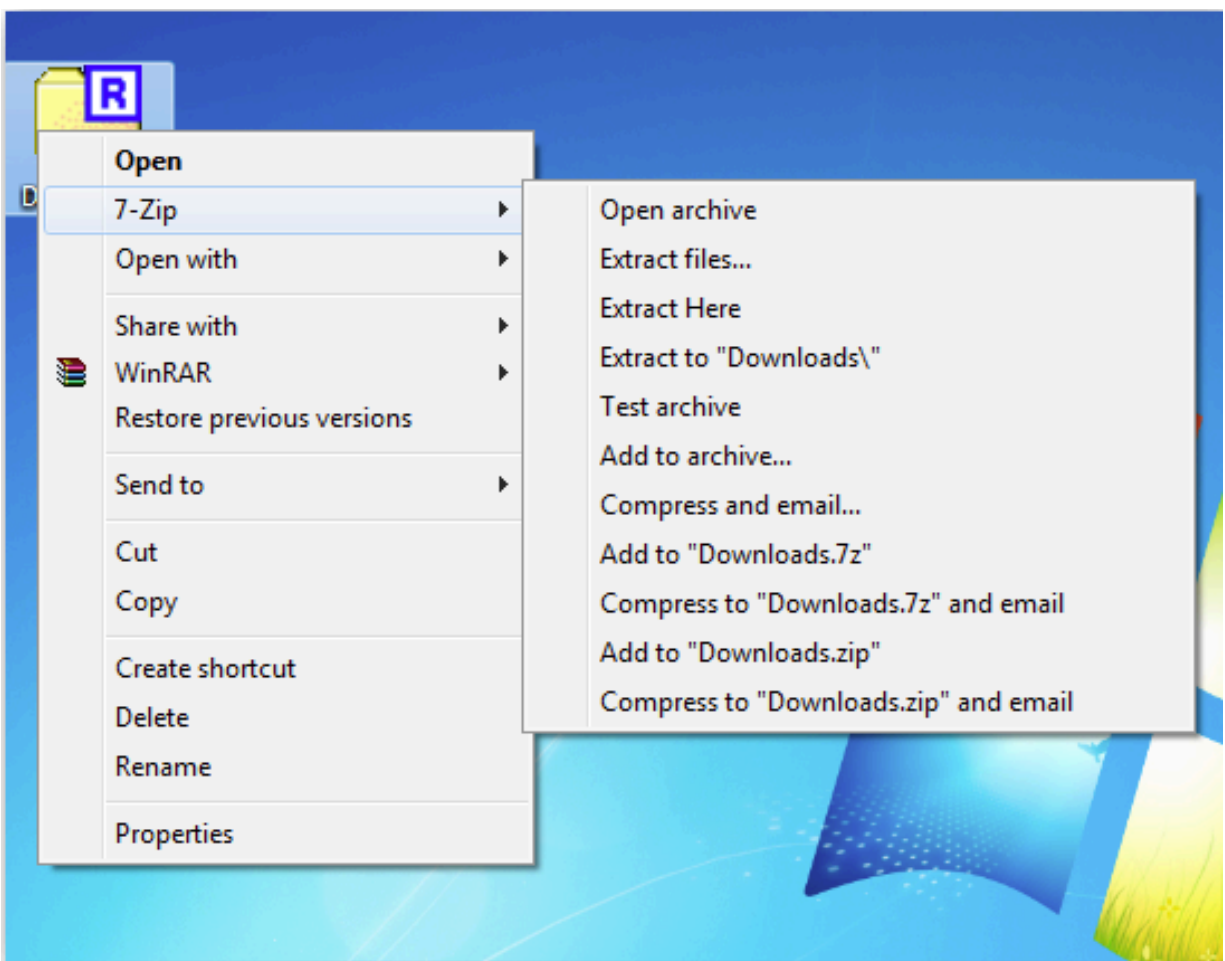 R
D
Open
7-Zip
Open with
Share with
WinRAR
Restore previous versions
Send to
Cut
Copy
Create shortcut
Delete
Rename
Properties
Open archive
Extract files...
Extract Here
Extract to "Downloads\"
Test archive
Add to archive...
Compress and email...
Add to "Downloads.7z"
Compress to "Downloads.7z" and email
Add to "Downloads.zip"
Compress to "Downloads.zip" and email